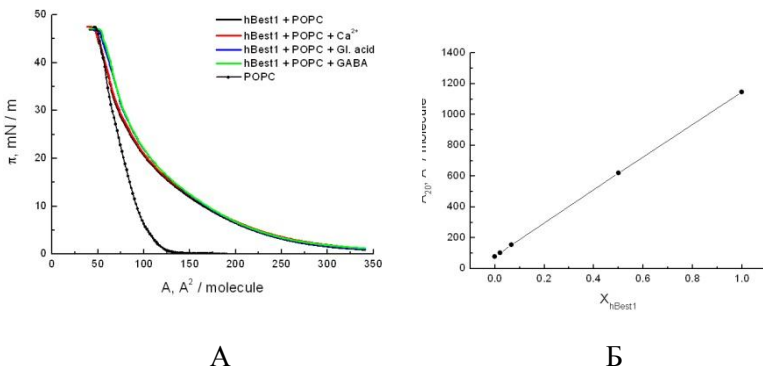 50
40
30
20
10
0
π, mN / m
hBest1 + POPC
hBest1 + POPC + Ca²⁺
hBest1 + POPC + Gl. acid
hBest1 + POPC + GABA
POPC
0 50 100 150 200 250 300 350
A, A² / molecule
1400
1200
1000
800
600
400
200
0
/ molecule
0.0 0.2 0.4 0.6 0.8 1.0
X hBest1
А Б